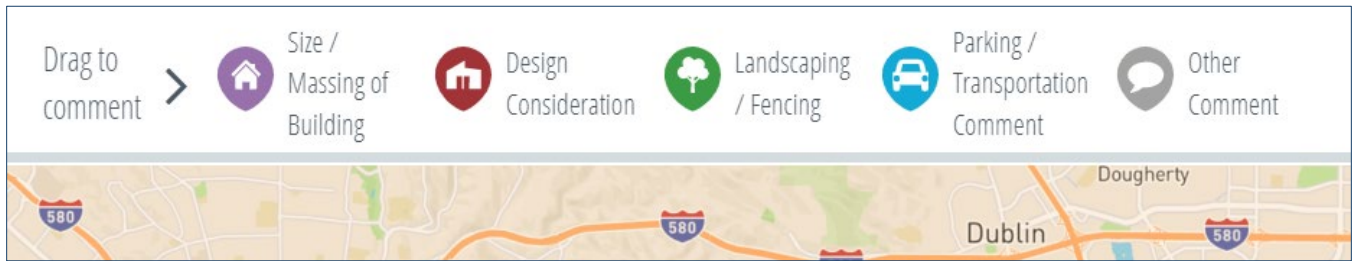 Drag to
comment
Size /
Massing of
Building
Design
Consideration
Landscaping
/ Fencing
Parking /
Transportation
Comment
Other
Comment
Dougherty
580
580
Dublin
580